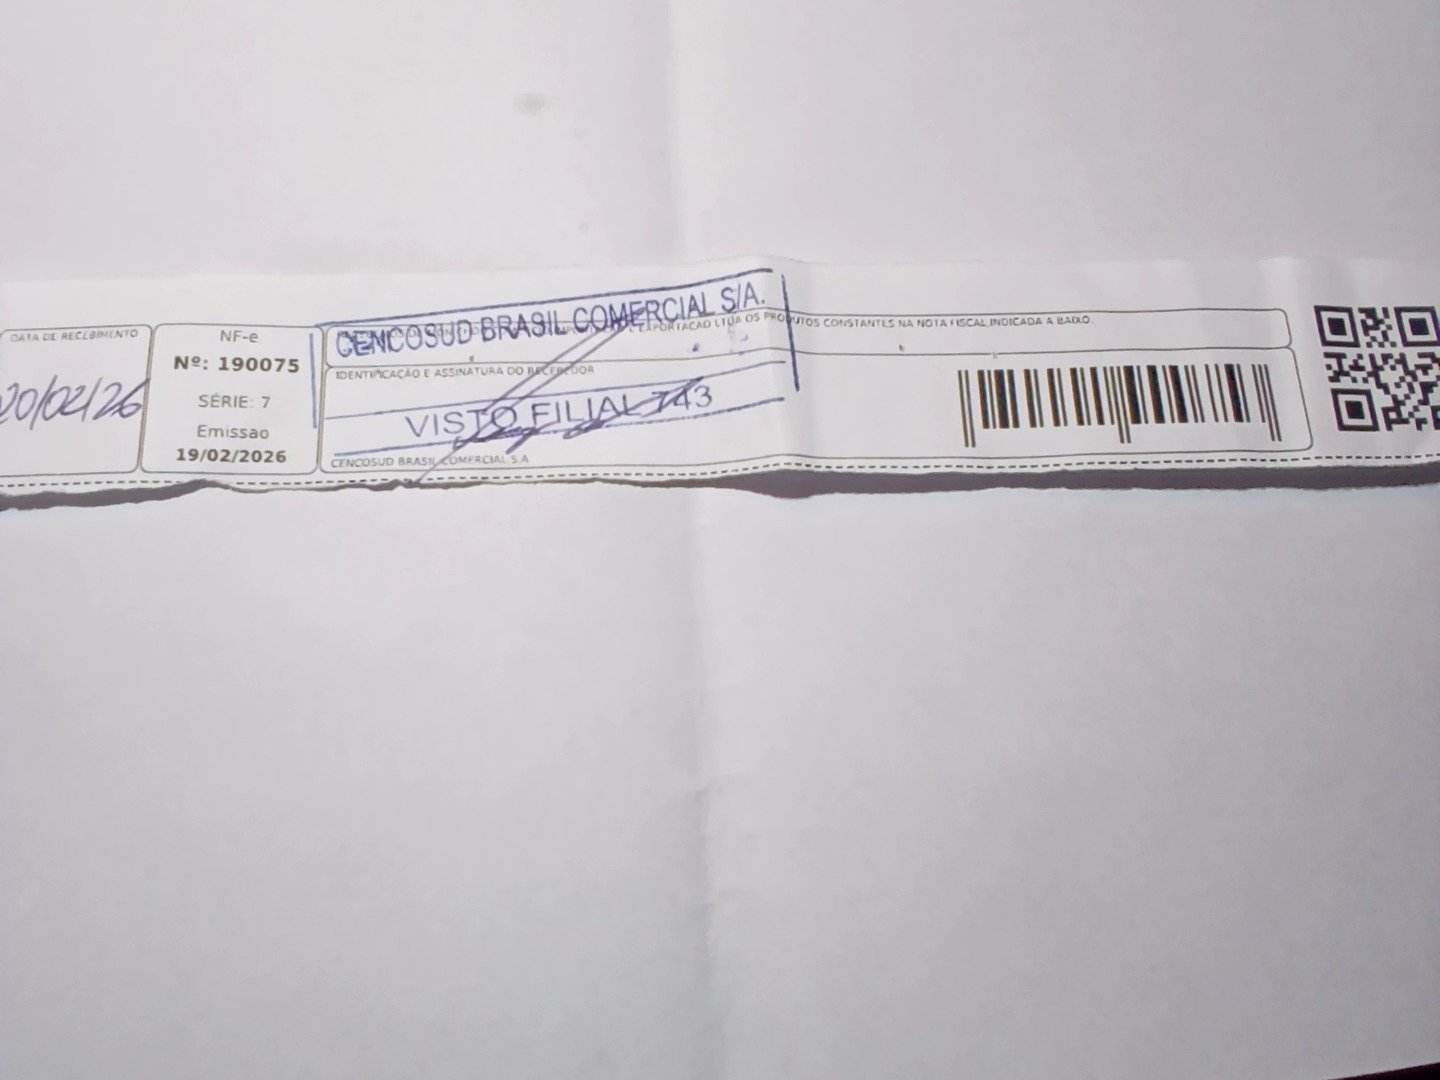 DATA DE RECEBIMENTO
20/02/26
NF-e
Nº: 190075
SÉRIE: 7
Emissao
19/02/2026
CENCOSUD BRASIL COMERCIAL S/A.
EXPORTACAO LTDA OS PRODUTOS CONSTANTES NA NOTA FISCAL INDICADA A BAIXO.
IDENTIFICAÇÃO E ASSINATURA DO RECEBEDOR
VISTO FILIAL 743
CENCOSUD BRASIL COMERCIAL S.A